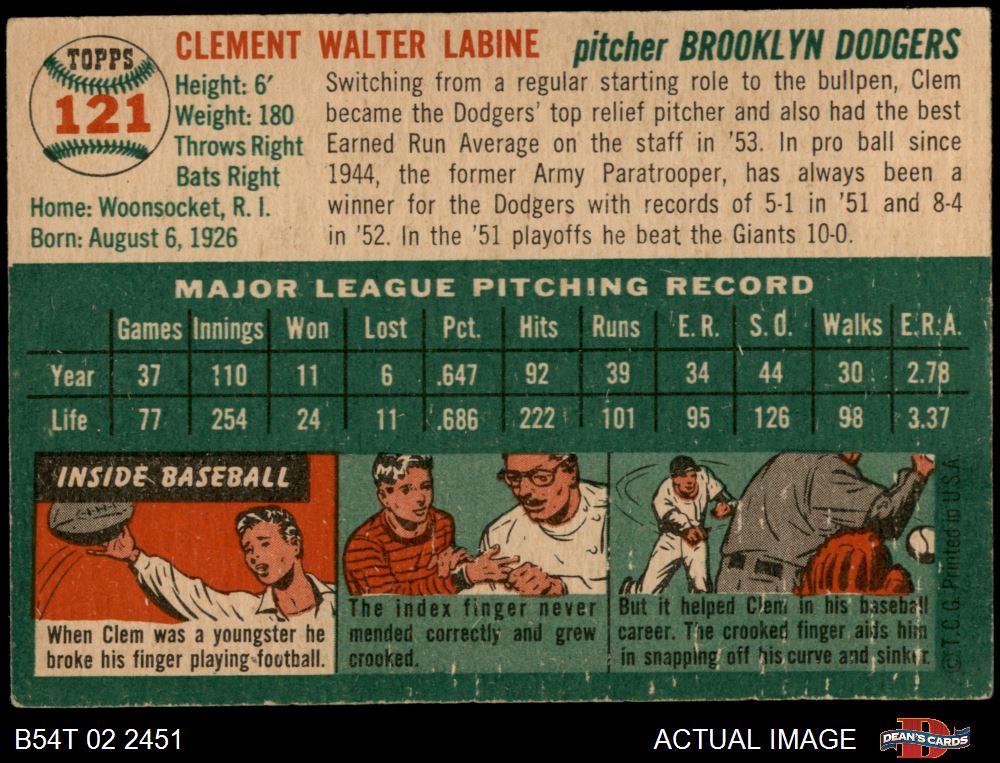 TOPPS
121
CLEMENT WALTER LABINE pitcher BROOKLYN DODGERS
Height: 6'
Weight: 180
Throws Right
Bats Right
Home: Woonsocket, R. I.
Born: August 6, 1926
Switching from a regular starting role to the bullpen, Clem
became the Dodgers' top relief pitcher and also had the best
Earned Run Average on the staff in '53. In pro ball since
1944, the former Army Paratrooper, has always been a
winner for the Dodgers with records of 5-1 in '51 and 8-4
in '52. In the '51 playoffs he beat the Giants 10-0.
MAJOR LEAGUE PITCHING RECORD
Games Innings Won Lost Pct. Hits Runs E.R. S.O. Walks E.R.A.
Year 37 110 11 6 .647 92 39 34 44 30 2.78
Life 77 254 24 11 .686 222 101 95 126 98 3.37
INSIDE BASEBALL
When Clem was a youngster he
broke his finger playing football.
The index finger never
mended correctly and grew
crooked.
But it helped Clem in his baseball
career. The crooked finger aids him
in snapping off his curve and sinker.
© T.C.G. Printed in U.S.A.
B54T 02 2451
ACTUAL IMAGE
DEAN'S CARDS